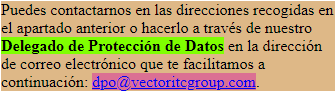 Puedes contactarnos en las direcciones recogidas en
el apartado anterior o hacerlo a través de nuestro
Delegado de Protección de Datos en la dirección
de correo electrónico que te facilitamos a
continuación: dpo@vectoritcgroup.com.